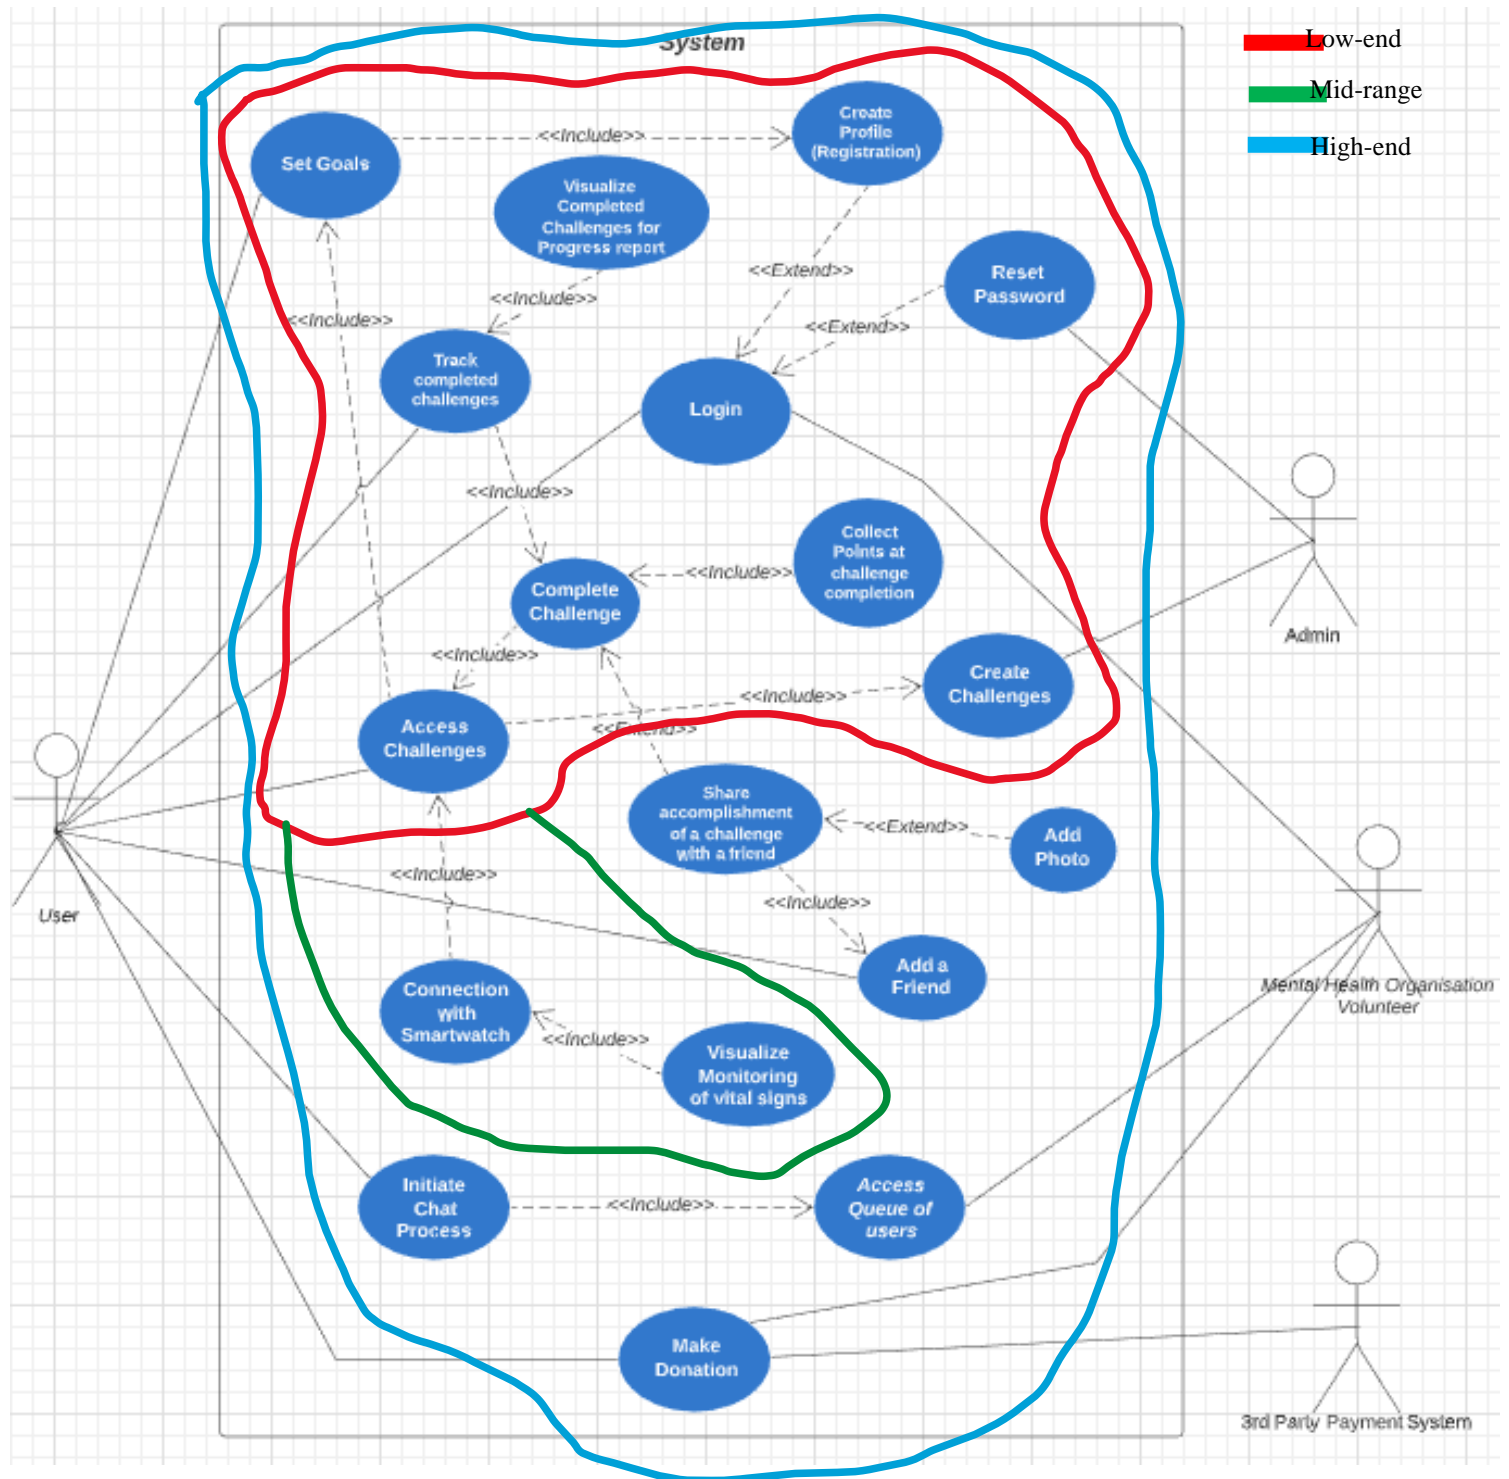 System
Low-end
Mid-range
High-end
Set Goals
<<Include>>
Create
Profile
(Registration)
Visualize
Completed
Challenges for
Progress report
<<Extend>>
Reset
Password
<<Include>>
<<Include>>
<<Extend>>
Track
completed
challenges
Login
<<Include>>
Collect
Points at
challenge
completion
Complete
Challenge
<<Include>>
Admin
<<Include>>
Create
Challenges
<<Include>>
Access
Challenges
<<Extend>>
Share
accomplishment
of a challenge
with a friend
<<Extend>>
Add
Photo
<<Include>>
<<Include>>
User
Add a
Friend
Connection
with
Smartwatch
Mental Health Organisation
Volunteer
<<Include>>
Visualize
Monitoring
of vital signs
Initiate
Chat
Process
<<Include>>
Access
Queue of
users
Make
Donation
3rd Party Payment System